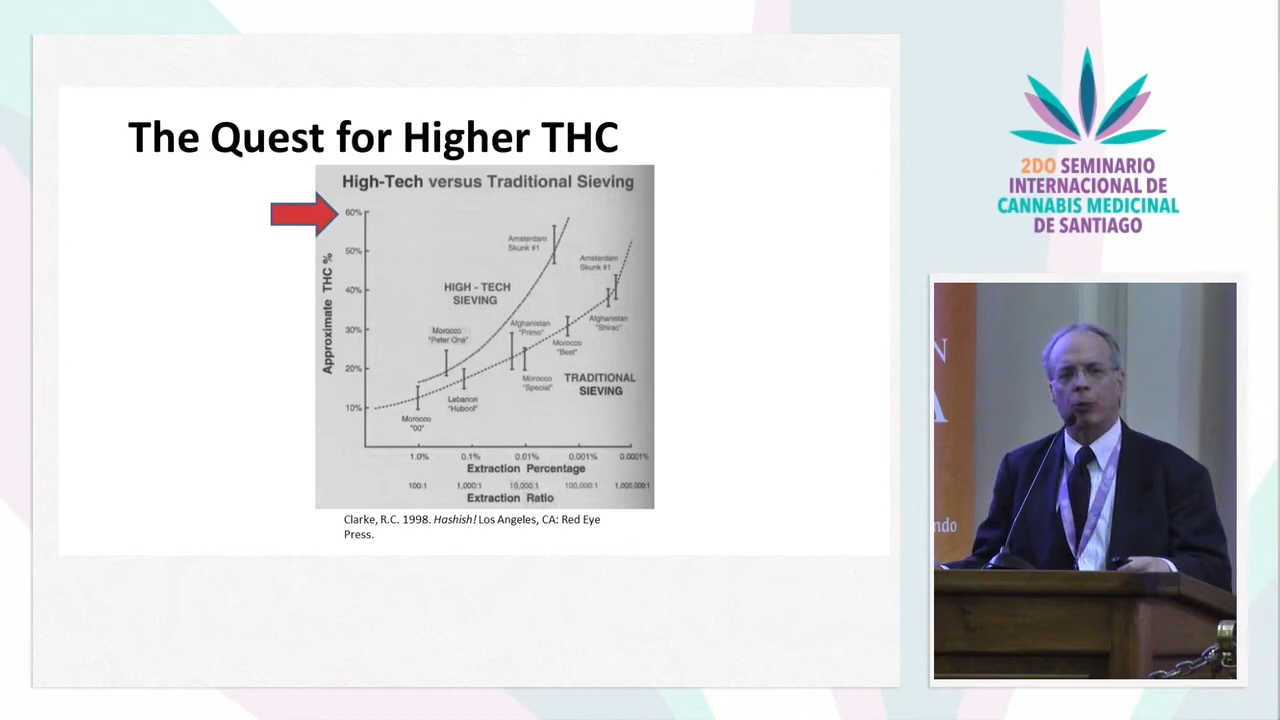 The Quest for Higher THC
High-Tech versus Traditional Sieving
60%
50%
40%
30%
20%
10%
Approximate THC %
Amsterdam
Skunk #1
Amsterdam
Skunk #1
HIGH - TECH
SIEVING
Morocco
"Peter One"
Afghanistan
"Primo"
Afghanistan
"Shirac"
Morocco
"Best"
Morocco
"Special"
TRADITIONAL
SIEVING
Lebanon
Morocco
"00"
1.0%
0.1%
0.01%
0.001%
0.0001%
Extraction Percentage
100:1
1,000:1
10,000:1
100,000:1
1,000,000:1
Extraction Ratio
Clarke, R.C. 1998. Hashish! Los Angeles, CA: Red Eye
Press.
2DO SEMINARIO
INTERNACIONAL DE
CANNABIS MEDICINAL
DE SANTIAGO
N
A
ndo